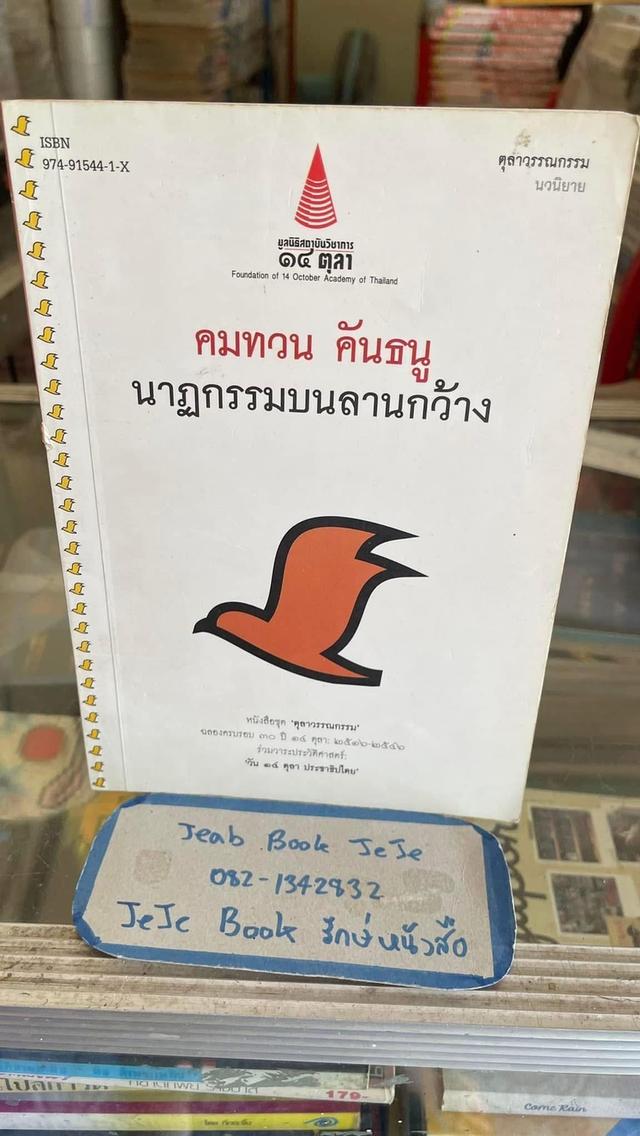 ISBN
974-91544-1-X
ตุลาวรรณกรรม
นวนิยาย
มูลนิธิสถาบันวิชาการ
๑๔ ตุลา
Foundation of 14 October Academy of Thailand
คมทวน คันธนู
นาฏกรรมบนลานกว้าง
หนังสือชุด 'ตุลาวรรณกรรม'
ฉลองครบรอบ ๓๐ ปี ๑๔ ตุลา: ๒๕๑๖-๒๕๔๖
ร่วมวาระประวัติศาสตร์:
'วัน ๑๔ ตุลา ประชาธิปไตย'
Jeab Book JeJe
082-1342932
JeJe Book รักษ์หนังสือ
179.-
Come Rain